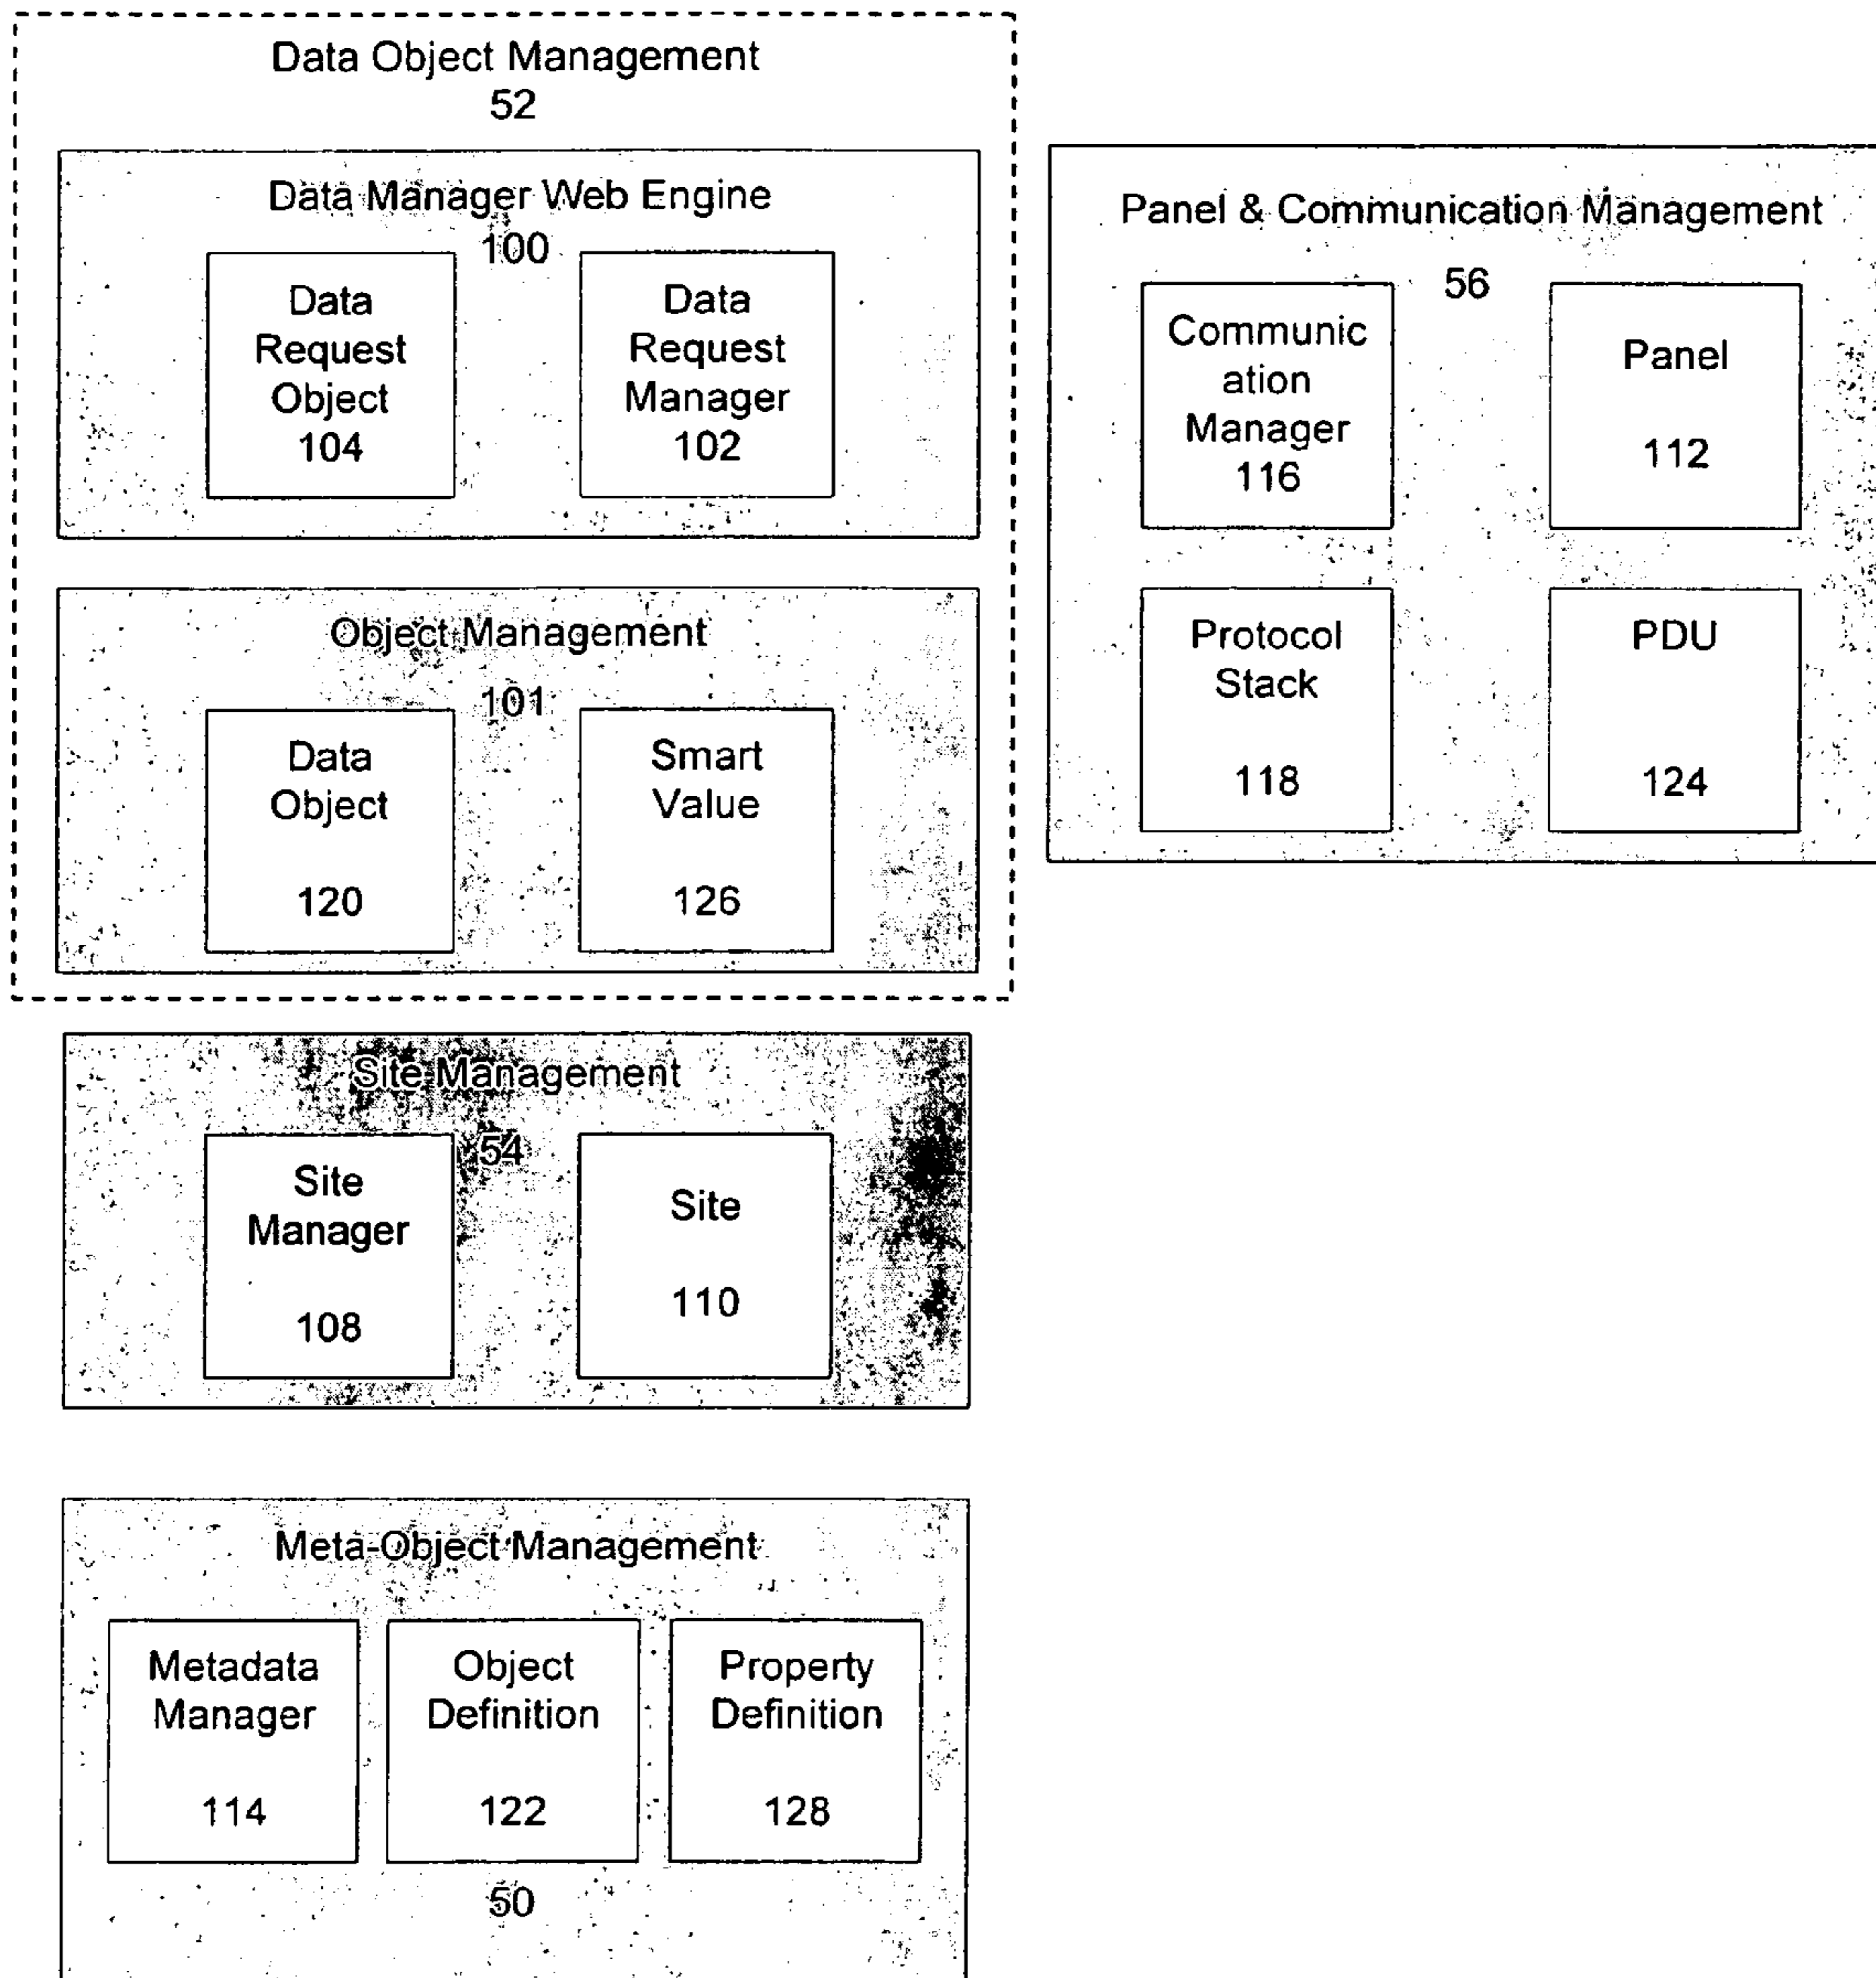 Data Object Management
52
Data Manager Web Engine
100
Data
Request
Object
104
Data
Request
Manager
102
Object Management
101
Data
Object
120
Smart
Value
126
Panel & Communication Management
56
Communic
ation
Manager
116
Panel
112
Protocol
Stack
118
PDU
124
Site Management
54
Site
Manager
108
Site
110
Meta-Object Management
Metadata
Manager
114
Object
Definition
122
Property
Definition
128
50